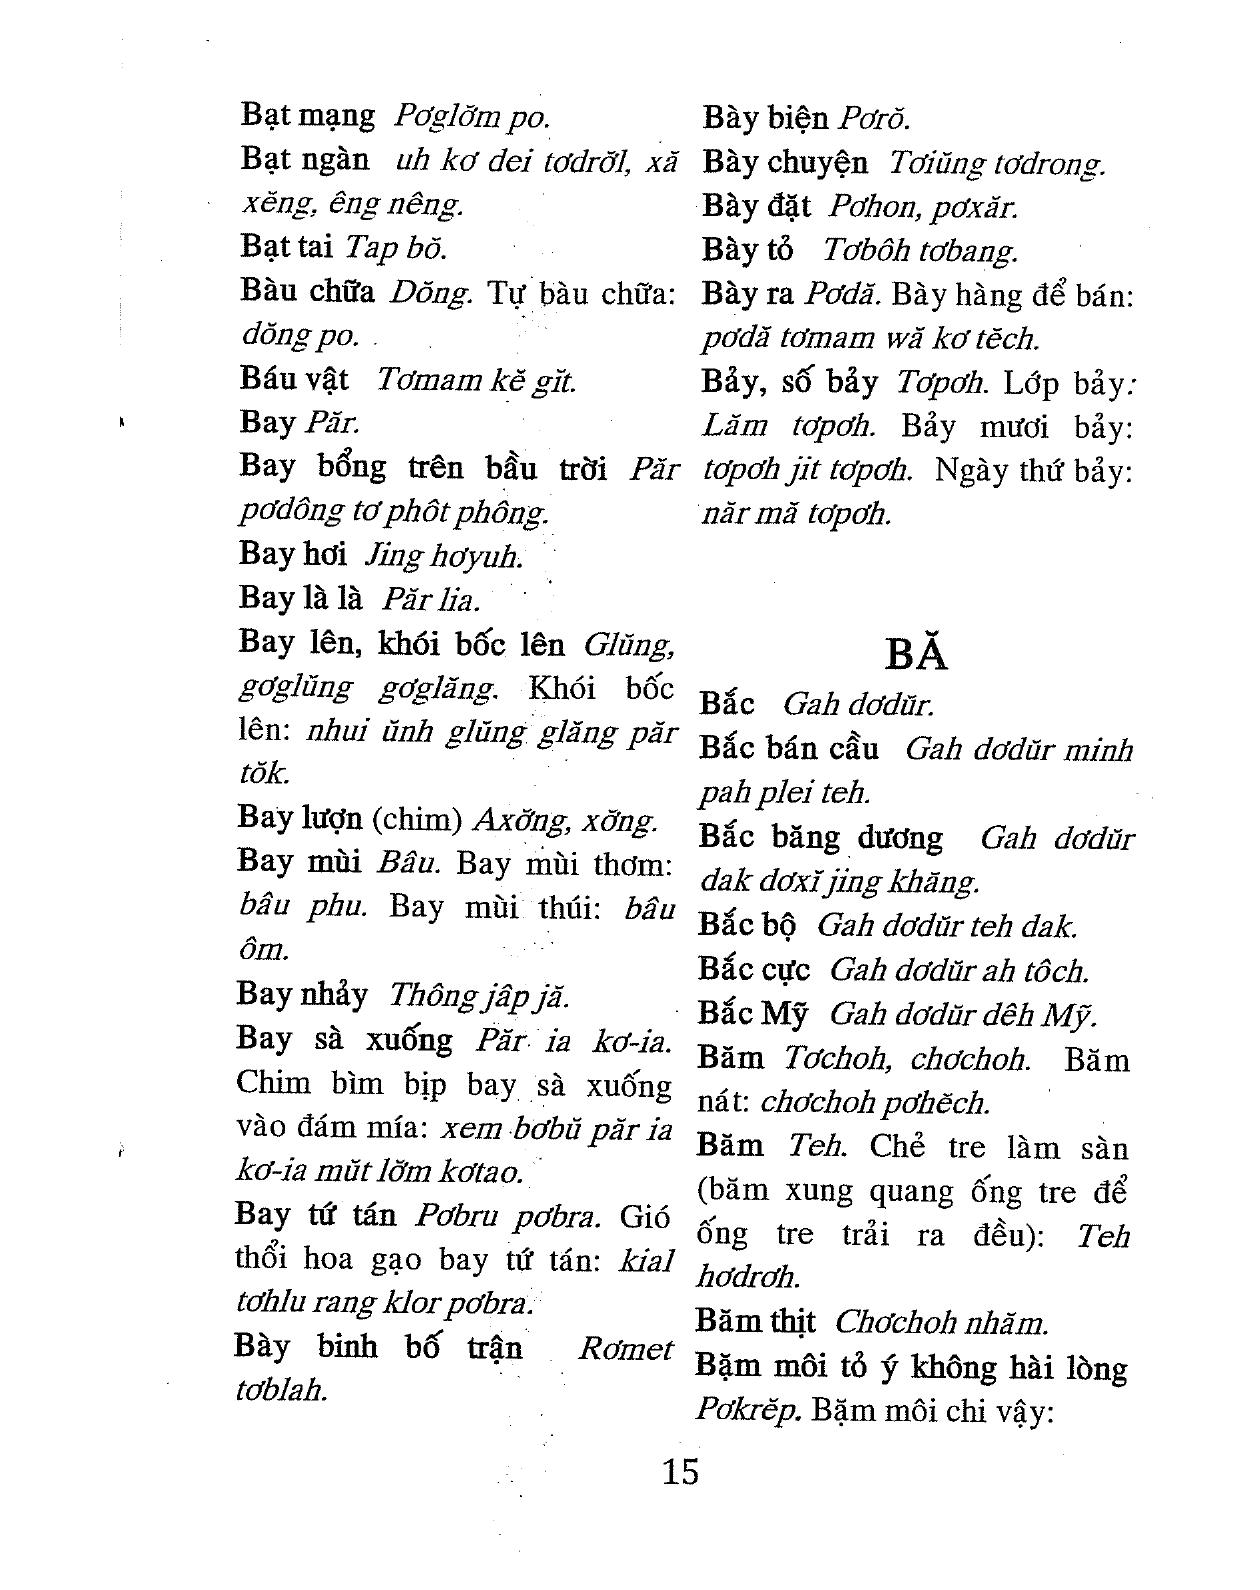 Bạt mạng Pơglơ̆m po.
Bạt ngàn uh kơ dei tơdrơ̆l, xă
xĕng, êng nêng.
Bạt tai Tap bŏ.
Bàu chữa Dŏng. Tự bàu chữa:
dŏng po.
Báu vật Tơmam kĕ gĭt.
Bay Păr.
Bay bổng trên bầu trời Păr
pơdông tơ phôt phông.
Bay hơi Jing hơyuh.
Bay là là Păr lia.
Bay lên, khói bốc lên Glŭng,
gơglŭng gơglăng. Khói bốc
lên: nhui ŭnh glŭng glăng păr
tŏk.
Bay lượn (chim) Axơ̆ng, xơ̆ng.
Bay mùi Bâu. Bay mùi thơm:
bâu phu. Bay mùi thúi: bâu
ôm.
Bay nhảy Thông jâp jă.
Bay sà xuống Păr ia kơ-ia.
Chim bìm bịp bay sà xuống
vào đám mía: xem bơbŭ păr ia
kơ-ia mŭt lơ̆m kơtao.
Bay tứ tán Pơbru pơbra. Gió
thổi hoa gạo bay tứ tán: kial
tơhlu rang klor pơbra.
Bày binh bố trận Rơmet
tơblah.
Bày biện Pơrŏ.
Bày chuyện Tơiŭng tơdrong.
Bày đặt Pơhon, pơxăr.
Bày tỏ Tơbôh tơbang.
Bày ra Pơdă. Bày hàng để bán:
pơdă tơmam wă kơ tĕch.
Bảy, số bảy Tơpơh. Lớp bảy:
Lăm tơpơh. Bảy mươi bảy:
tơpơh jit tơpơh. Ngày thứ bảy:
năr mă tơpơh.
BĂ
Bắc Gah dơdŭr.
Bắc bán cầu Gah dơdŭr minh
pah plei teh.
Bắc băng dương Gah dơdŭr
dak dơxĭ jing khăng.
Bắc bộ Gah dơdŭr teh dak.
Bắc cực Gah dơdŭr ah tôch.
Bắc Mỹ Gah dơdŭr dêh Mỹ.
Băm Tơchoh, chơchoh. Băm
nát: chơchoh pơhĕch.
Băm Teh. Chẻ tre làm sàn
(băm xung quang ống tre để
ống tre trải ra đều): Teh
hơdrơh.
Băm thịt Chơchoh nhăm.
Bặm môi tỏ ý không hài lòng
Pơkrĕp. Bặm môi chi vậy:
15